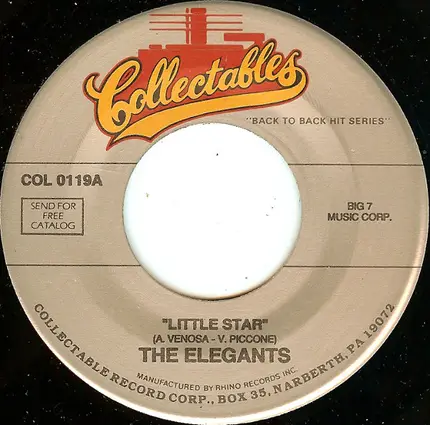 Collectables
"BACK TO BACK HIT SERIES"
COL 0119A
SEND FOR
FREE
CATALOG
BIG 7
MUSIC CORP.
"LITTLE STAR"
(A. VENOSA - V. PICCONE)
THE ELEGANTS
MANUFACTURED BY RHINO RECORDS INC.
COLLECTABLE RECORD CORP., BOX 35, NARBERTH, PA 19072